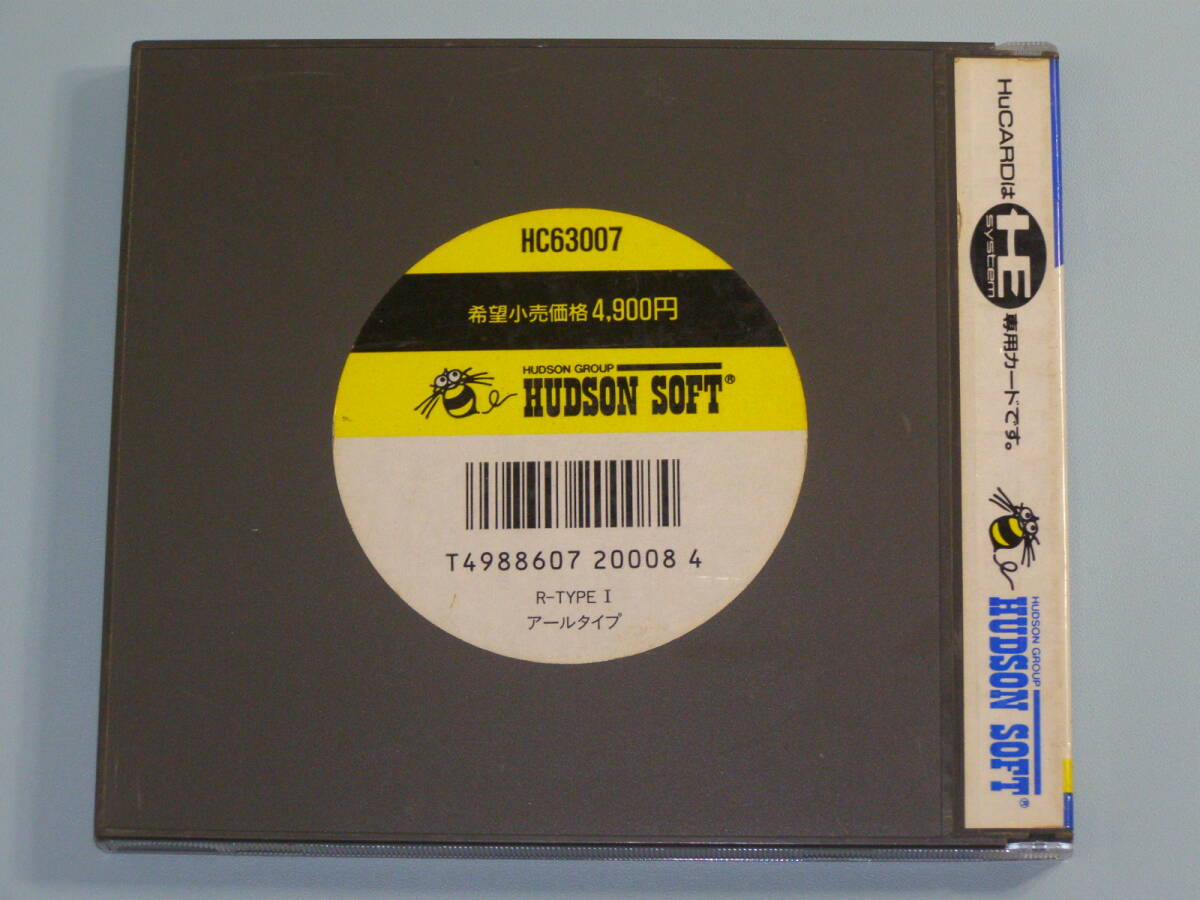 HC63007
希望小売価格 4,900円
HUDSON GROUP
HUDSON SOFT®
T4988607 20008 4
R-TYPE I
アールタイプ
HuCARDは HE system 専用カードです。
HUDSON GROUP
HUDSON SOFT®